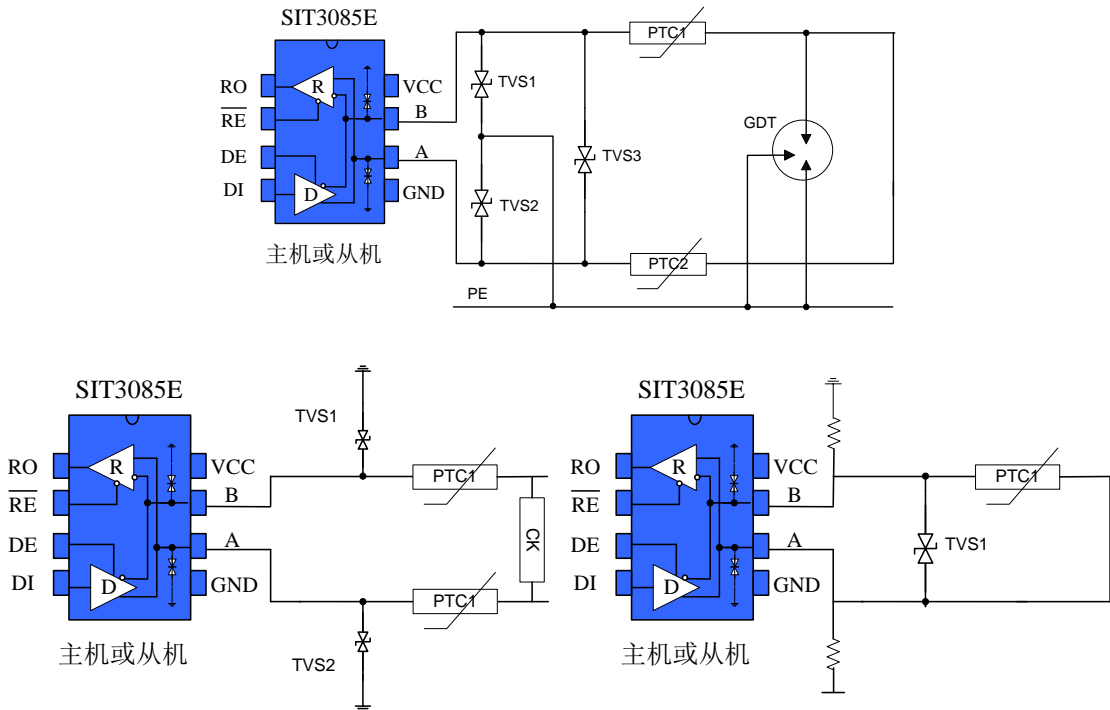 SIT3085E
RO
RE
DE
DI
R
D
VCC
B
A
GND
主机或从机
TVS1
TVS2
TVS3
PTC1
PTC2
GDT
PE
SIT3085E
RO
RE
DE
DI
R
D
VCC
B
A
GND
主机或从机
TVS1
TVS2
PTC1
PTC1
CK
SIT3085E
RO
RE
DE
DI
R
D
VCC
B
A
GND
主机或从机
TVS1
PTC1